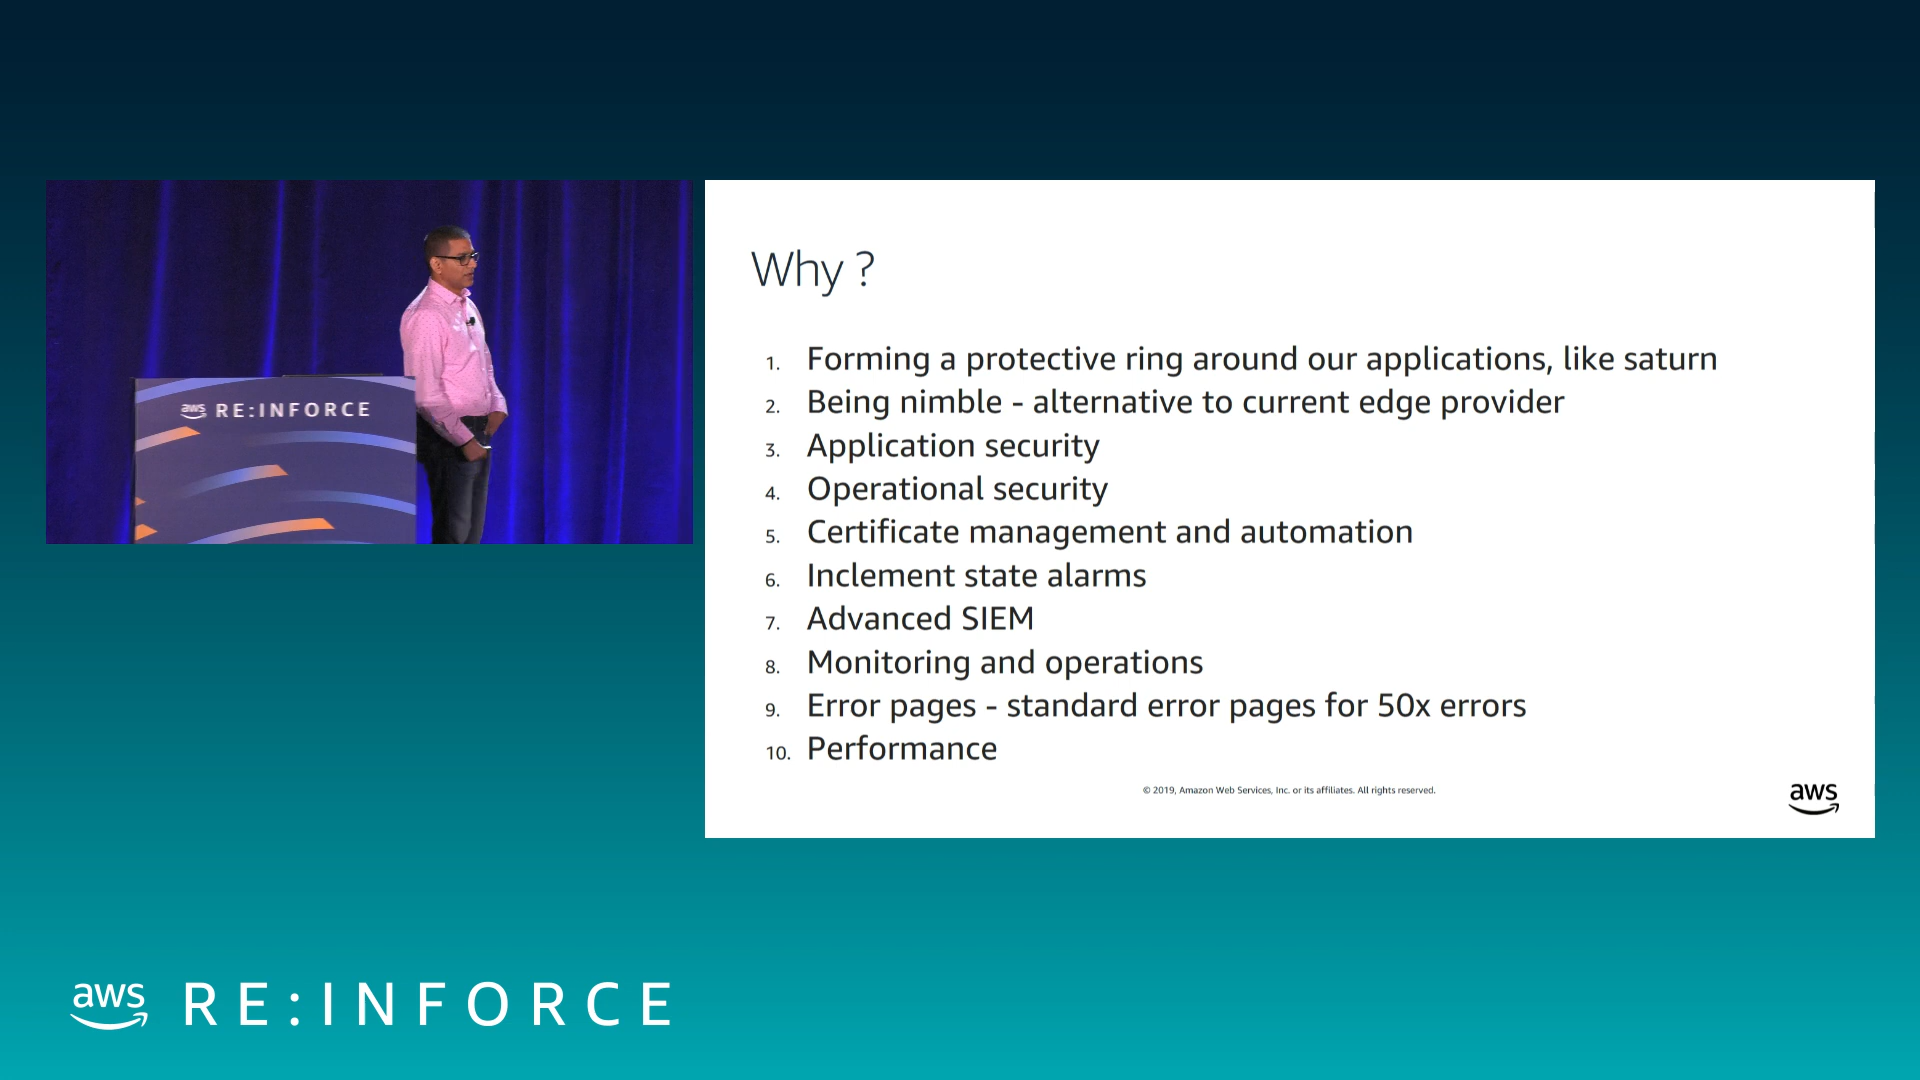 aws RE:INFORCE
Why ?
1. Forming a protective ring around our applications, like saturn
2. Being nimble - alternative to current edge provider
3. Application security
4. Operational security
5. Certificate management and automation
6. Inclement state alarms
7. Advanced SIEM
8. Monitoring and operations
9. Error pages - standard error pages for 50x errors
10. Performance
© 2019, Amazon Web Services, Inc. or its affiliates. All rights reserved.
aws
aws RE:INFORCE